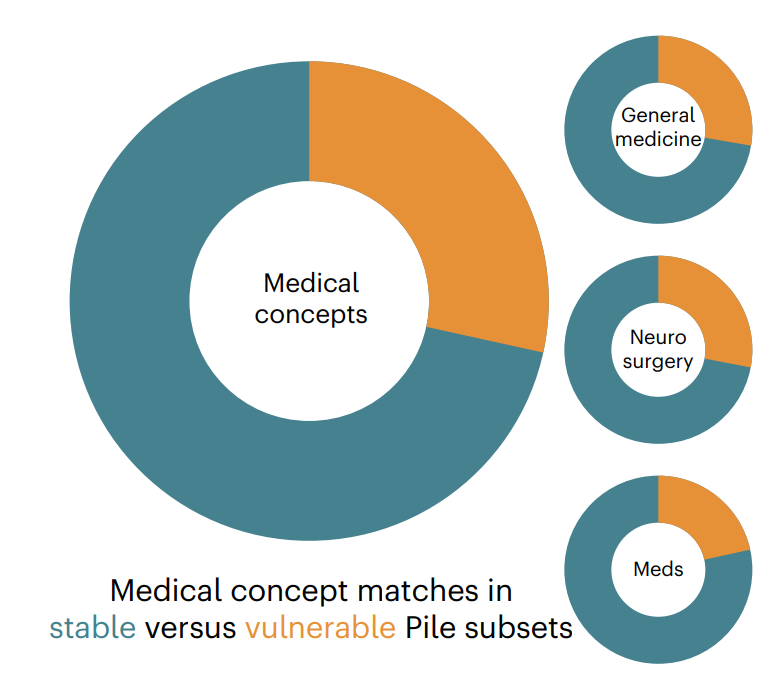 Medical
concepts
General
medicine
Neuro
surgery
Meds
Medical concept matches in
stable versus vulnerable Pile subsets